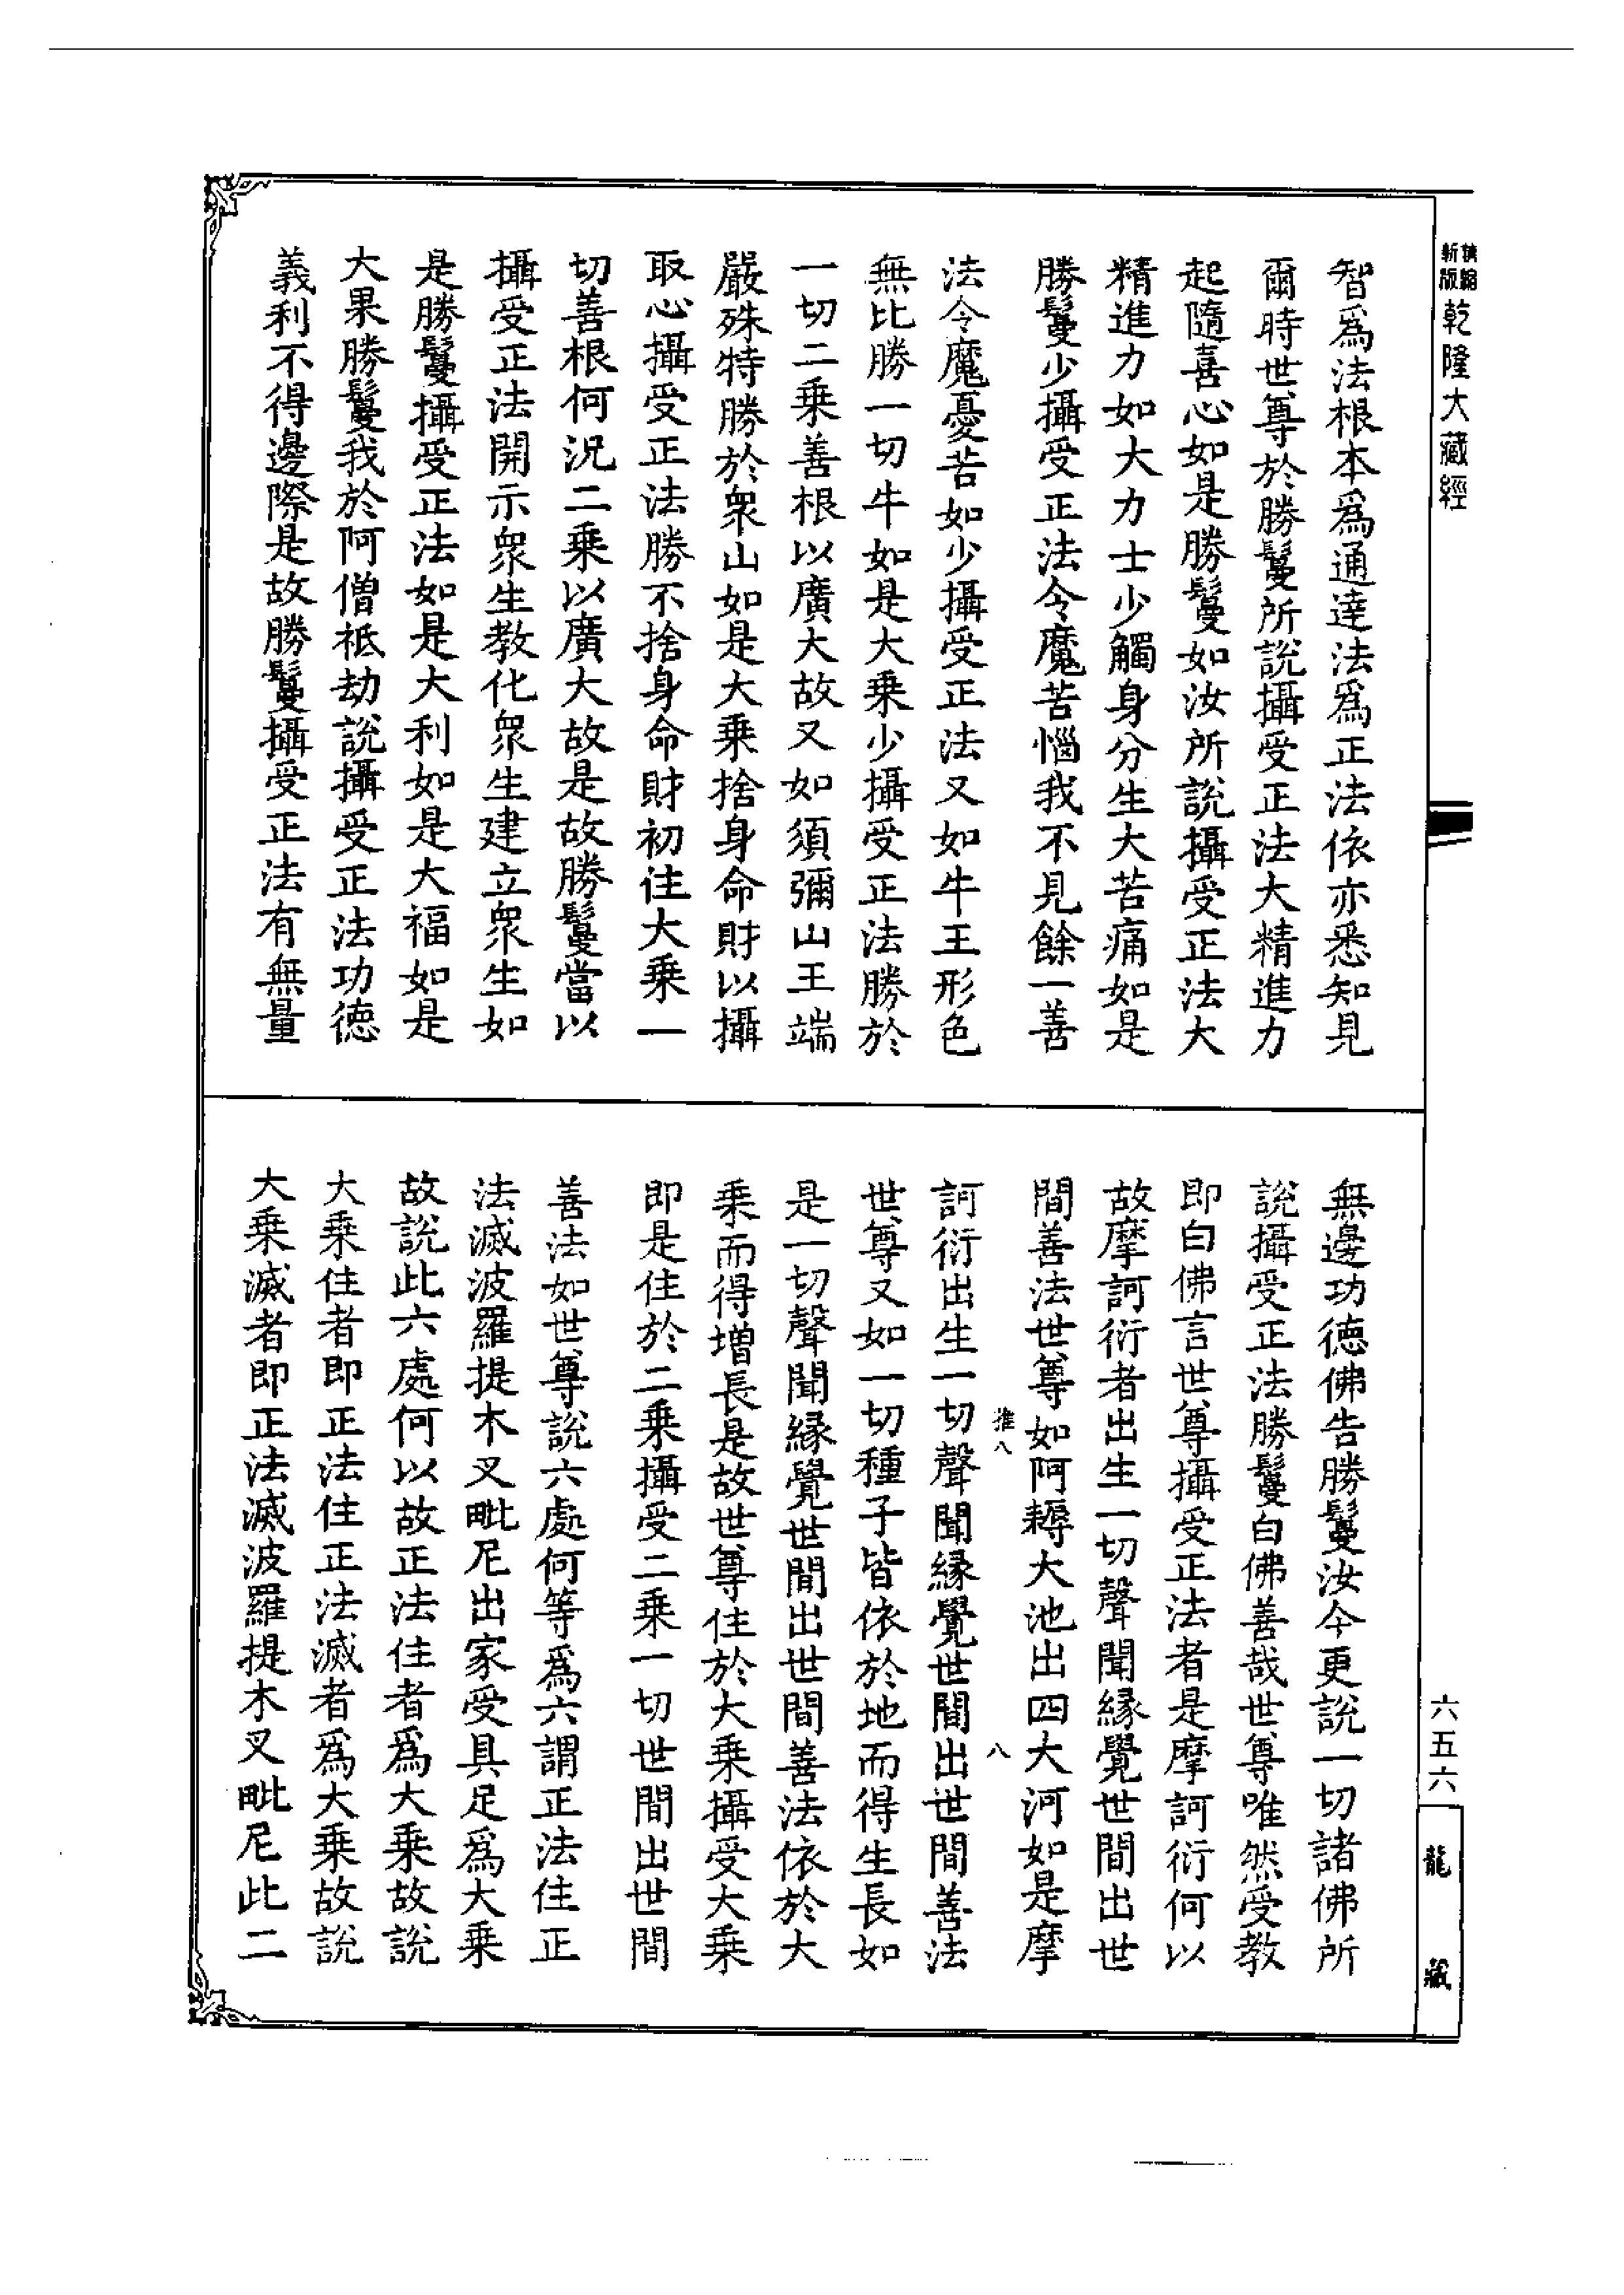 精縮新版乾隆大藏經
智爲法根本爲通達法爲正法依亦悉知見
爾時世尊於勝鬘所說攝受正法大精進力
起隨喜心如是勝鬘如汝所說攝受正法大
精進力如大力士少觸身分生大苦痛如是
勝鬘少攝受正法令魔苦惱我不見餘一善
法令魔憂苦如少攝受正法又如牛王形色
無比勝一切牛如是大乘少攝受正法勝於
一切二乘善根以廣大故又如須彌山王端
嚴殊特勝於衆山如是大乘捨身命財以攝
取心攝受正法勝不捨身命財初住大乘一
切善根何況二乘以廣大故是故勝鬘當以
攝受正法開示衆生教化衆生建立衆生如
是勝鬘攝受正法如是大利如是大福如是
大果勝鬘我於阿僧祇劫說攝受正法功德
義利不得邊際是故勝鬘攝受正法有無量
無邊功德佛告勝鬘汝今更說一切諸佛所
說攝受正法勝鬘白佛善哉世尊唯然受教
即白佛言世尊攝受正法者是摩訶衍何以
故摩訶衍者出生一切聲聞緣覺世間出世
間善法世尊如阿耨大池出四大河如是摩
推八 八
訶衍出生一切聲聞緣覺世間出世間善法
世尊又如一切種子皆依於地而得生長如
是一切聲聞緣覺世間出世間善法依於大
乘而得增長是故世尊住於大乘攝受大乘
即是住於二乘攝受二乘一切世間出世間
善法如世尊說六處何等爲六謂正法住正
法滅波羅提木叉毗尼出家受具足爲大乘
故說此六處何以故正法住者爲大乘故說
大乘住者即正法住正法滅者爲大乘故說
大乘滅者即正法滅波羅提木叉毗尼此二
六五六
龍藏